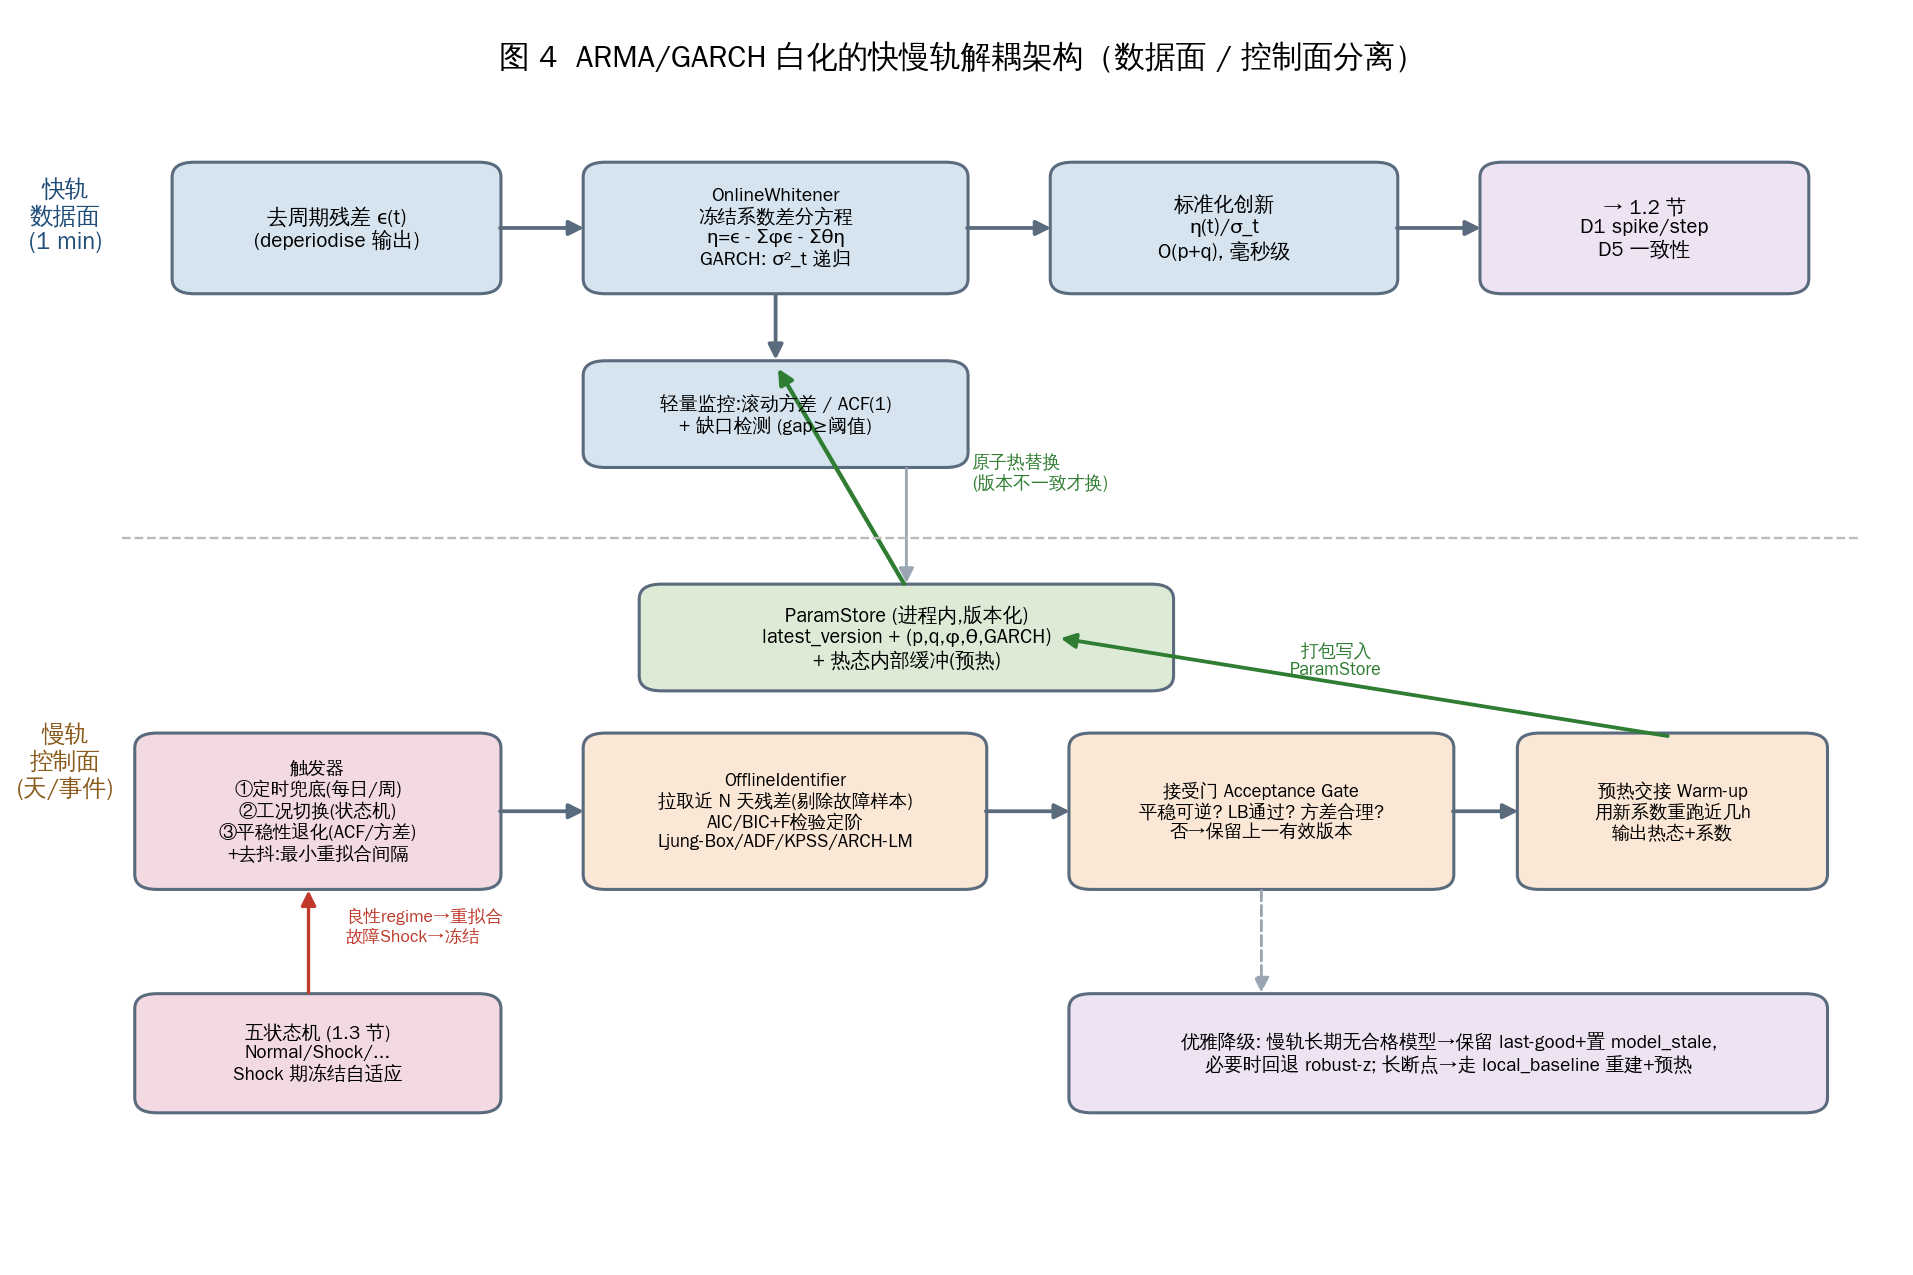 图 4  ARMA/GARCH 白化的快慢轨解耦架构（数据面 / 控制面分离）
快轨
数据面
(1 min)
去周期残差 ϵ(t)
(deperiodise 输出)
OnlineWhitener
冻结系数差分方程
η=ϵ - Σφϵ - Σθη
GARCH: σ²_t 递归
标准化创新
η(t)/σ_t
O(p+q), 毫秒级
→ 1.2 节
D1 spike/step
D5 一致性
轻量监控:滚动方差 / ACF(1)
+ 缺口检测 (gap≥阈值)
原子热替换
(版本不一致才换)
ParamStore (进程内,版本化)
latest_version + (p,q,φ,θ,GARCH)
+ 热态内部缓冲(预热)
打包写入
ParamStore
慢轨
控制面
(天/事件)
触发器
①定时兜底(每日/周)
②工况切换(状态机)
③平稳性退化(ACF/方差)
+去抖:最小重拟合间隔
OfflineIdentifier
拉取近 N 天残差(剔除故障样本)
AIC/BIC+F检验定阶
Ljung-Box/ADF/KPSS/ARCH-LM
接受门 Acceptance Gate
平稳可逆? LB通过? 方差合理?
否→保留上一有效版本
预热交接 Warm-up
用新系数重跑近几h
输出热态+系数
良性regime→重拟合
故障Shock→冻结
五状态机 (1.3 节)
Normal/Shock/...
Shock 期冻结自适应
优雅降级: 慢轨长期无合格模型→保留 last-good+置 model_stale,
必要时回退 robust-z; 长断点→走 local_baseline 重建+预热